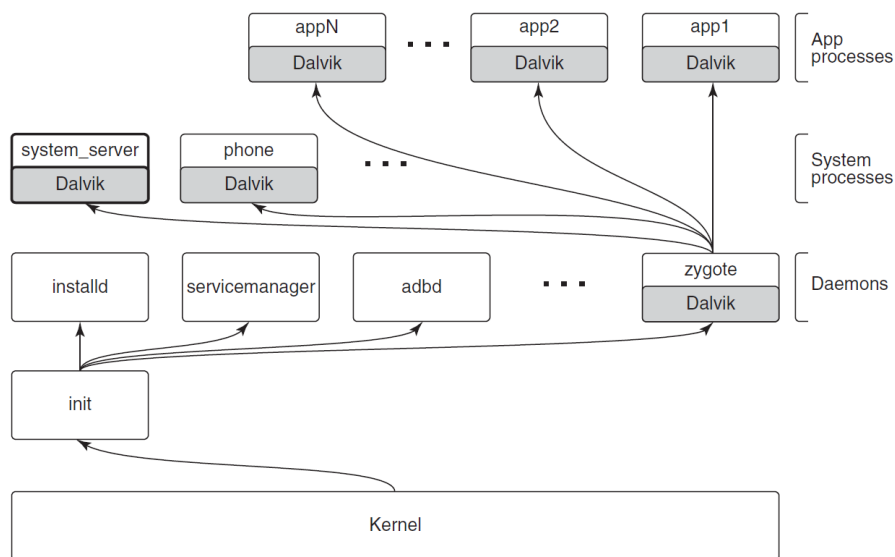 appN
app2
app1
App
processes
Dalvik
Dalvik
Dalvik
system_server
phone
System
processes
Dalvik
Dalvik
installd
servicemanager
adbd
zygote
Daemons
Dalvik
init
Kernel